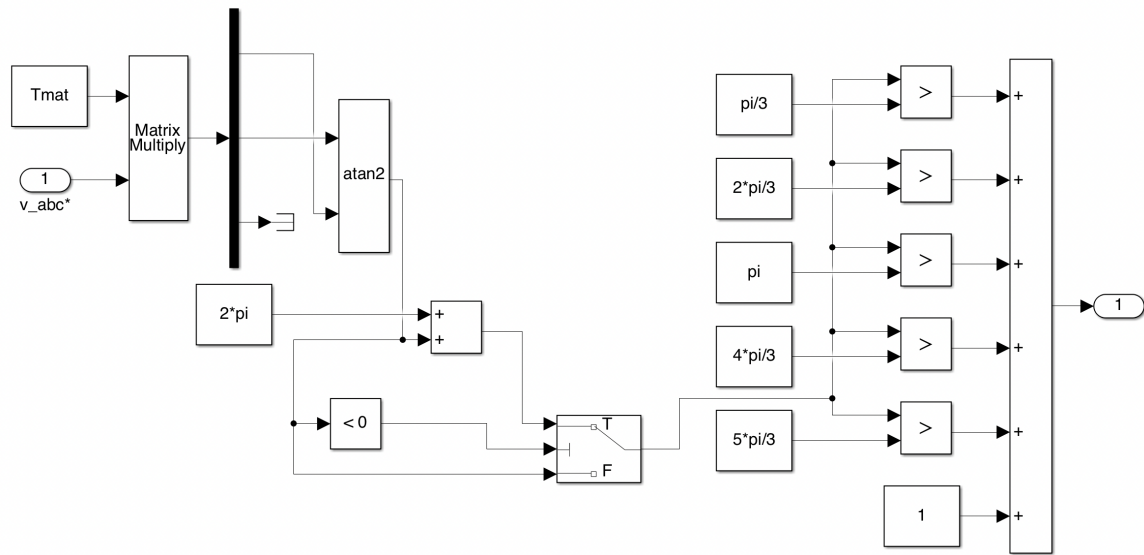 Tmat
1
v_abc*
Matrix
Multiply
atan2
2*pi
+
+
< 0
T
F
pi/3
>
+
2*pi/3
>
+
pi
>
+
4*pi/3
>
+
5*pi/3
>
+
1
+
1